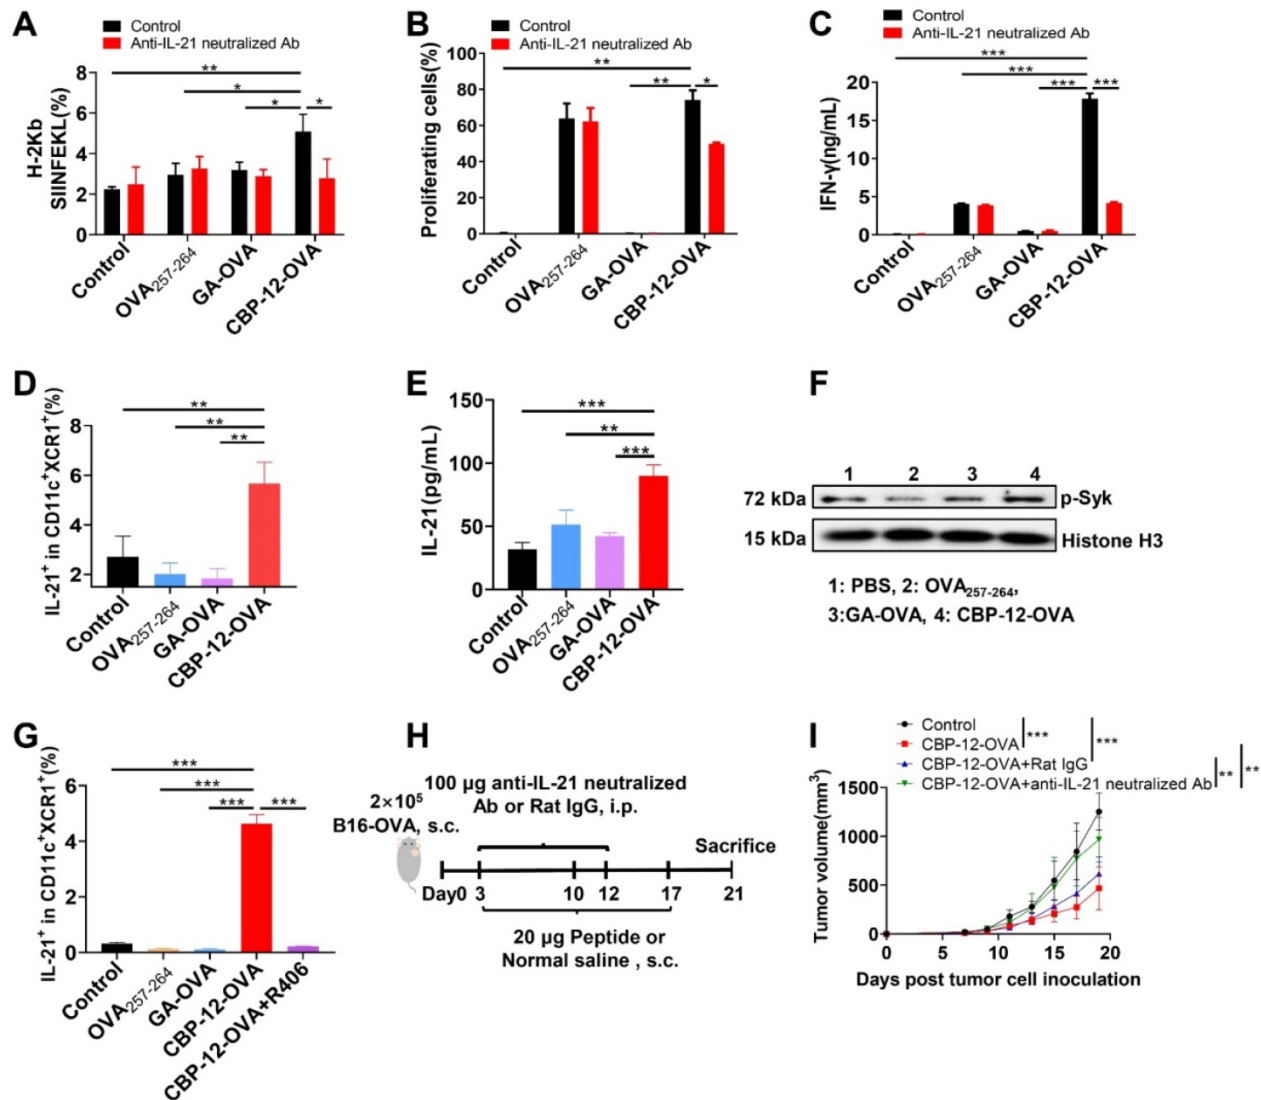 A
Control
Anti-IL-21 neutralized Ab
H-2Kb
SIINFEKL(%)
8
6
4
2
0
**
*
*
*
Control
OVA257-264
GA-OVA
CBP-12-OVA
B
Control
Anti-IL-21 neutralized Ab
Proliferating cells(%)
100
80
60
40
20
0
**
**
*
Control
OVA257-264
GA-OVA
CBP-12-OVA
C
Control
Anti-IL-21 neutralized Ab
IFN-γ(ng/mL)
20
15
10
5
0
***
***
***
***
Control
OVA257-264
GA-OVA
CBP-12-OVA
D
IL-21+ in CD11c+XCR1+(%)
8
6
4
2
**
**
**
Control
OVA257-264
GA-OVA
CBP-12-OVA
E
IL-21(pg/mL)
150
100
50
0
***
**
***
Control
OVA257-264
GA-OVA
CBP-12-OVA
F
1 2 3 4
72 kDa p-Syk
15 kDa Histone H3
1: PBS, 2: OVA257-264,
3:GA-OVA, 4: CBP-12-OVA
G
IL-21+ in CD11c+XCR1+(%)
6
4
2
0
***
***
***
***
Control
OVA257-264
GA-OVA
CBP-12-OVA
CBP-12-OVA+R406
H
100 μg anti-IL-21 neutralized
Ab or Rat IgG, i.p.
2×10⁵
B16-OVA, s.c.
Sacrifice
Day0 3 10 12 17 21
20 μg Peptide or
Normal saline , s.c.
I
Control
CBP-12-OVA
CBP-12-OVA+Rat IgG
CBP-12-OVA+anti-IL-21 neutralized Ab
***
***
**
**
Tumor volume(mm³)
1500
1000
500
0
0 5 10 15 20
Days post tumor cell inoculation